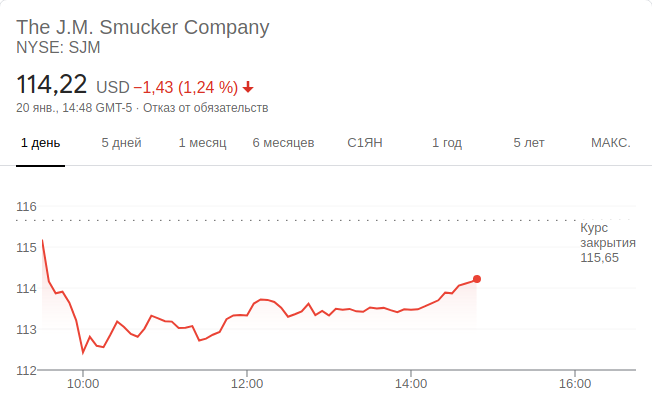 The J.M. Smucker Company
NYSE: SJM
114,22 USD −1,43 (1,24 %)
20 янв., 14:48 GMT-5 · Отказ от обязательств
1 день 5 дней 1 месяц 6 месяцев С1ЯН 1 год 5 лет МАКС.
116
Курс
закрытия
115,65
115
114
113
112
10:00 12:00 14:00 16:00